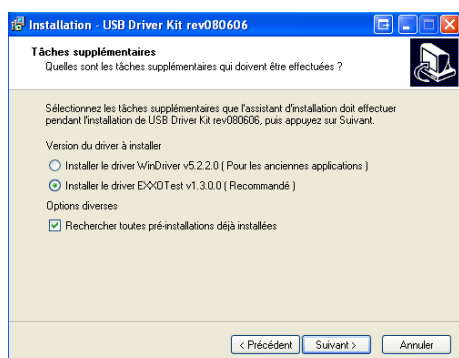 Installation - USB Driver Kit rev080606
Tâches supplémentaires
Quelles sont les tâches supplémentaires qui doivent être effectuées ?
Sélectionnez les tâches supplémentaires que l'assistant d'installation doit effectuer
pendant l'installation de USB Driver Kit rev080606, puis appuyez sur Suivant.
Version du driver à installer
Installer le driver WinDriver v5.2.2.0 ( Pour les anciennes applications )
Installer le driver EXXOTest v1.3.0.0 ( Recommandé )
Options diverses
Rechercher toutes pré-installations déjà installées
< Précédent
Suivant >
Annuler